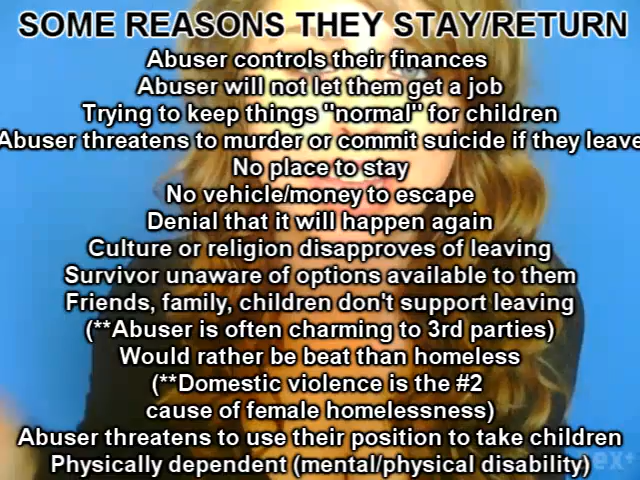 SOME REASONS THEY STAY/RETURN
Abuser controls their finances
Abuser will not let them get a job
Trying to keep things "normal" for children
Abuser threatens to murder or commit suicide if they leave
No place to stay
No vehicle/money to escape
Denial that it will happen again
Culture or religion disapproves of leaving
Survivor unaware of options available to them
Friends, family, children don't support leaving
(**Abuser is often charming to 3rd parties)
Would rather be beat than homeless
(**Domestic violence is the #2
cause of female homelessness)
Abuser threatens to use their position to take children
Physically dependent (mental/physical disability)